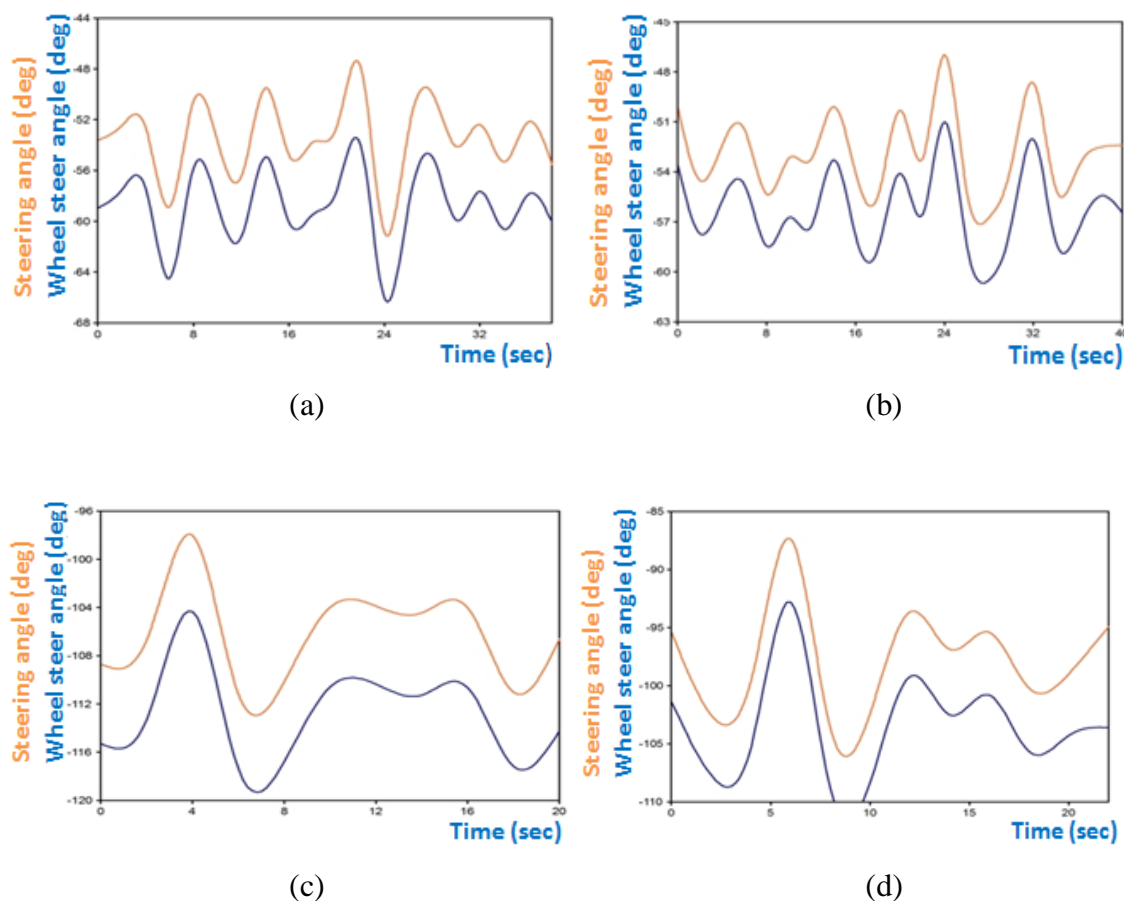 Steering angle (deg)
Wheel steer angle (deg)
-44
-48
-52
-56
-60
-64
-68
0 8 16 24 32
Time (sec)
(a)
Steering angle (deg)
Wheel steer angle (deg)
-45
-48
-51
-54
-57
-60
-63
0 8 16 24 32 40
Time (sec)
(b)
Steering angle (deg)
Wheel steer angle (deg)
-96
-100
-104
-108
-112
-116
-120
0 4 8 12 16 20
Time (sec)
(c)
Steering angle (deg)
Wheel steer angle (deg)
-85
-90
-95
-100
-105
-110
0 5 10 15 20
Time (sec)
(d)